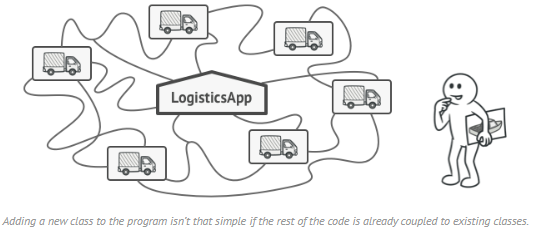 LogisticsApp
Adding a new class to the program isn't that simple if the rest of the code is already coupled to existing classes.